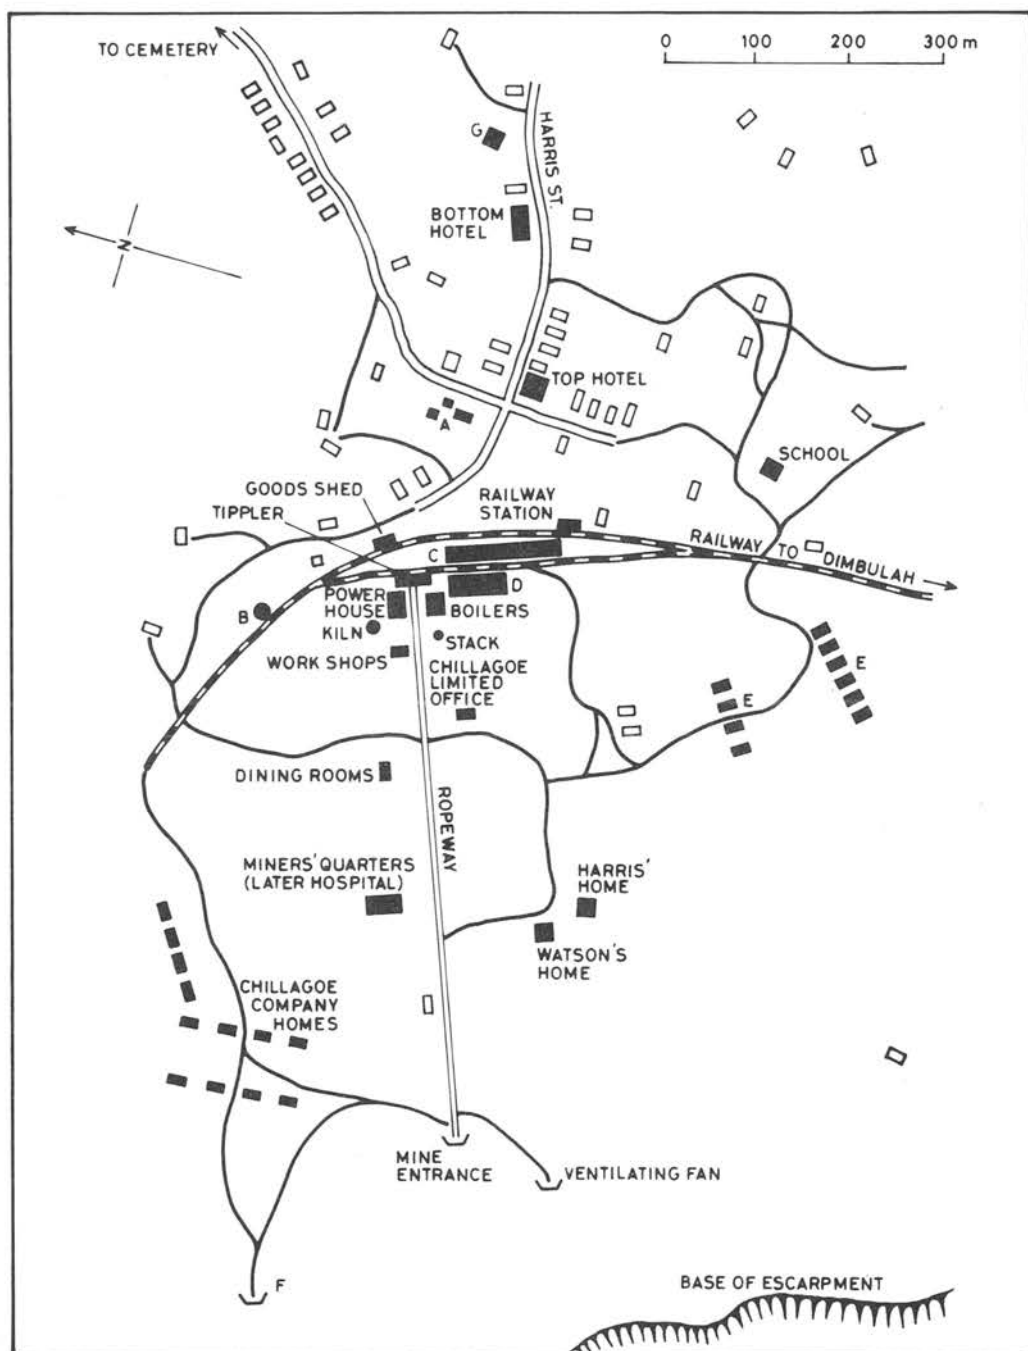 TO CEMETERY
0 100 200 300 m
G
HARRIS ST.
BOTTOM
HOTEL
N
TOP HOTEL
A
SCHOOL
GOODS SHED
TIPPLER
RAILWAY
STATION
C
RAILWAY TO DIMBULAH
D
B
POWER
HOUSE
BOILERS
KILN
STACK
WORK SHOPS
CHILLAGOE
LIMITED
OFFICE
E
E
DINING ROOMS
ROPEWAY
MINERS' QUARTERS
(LATER HOSPITAL)
HARRIS'
HOME
WATSON'S
HOME
CHILLAGOE
COMPANY
HOMES
MINE
ENTRANCE
VENTILATING FAN
F
BASE OF ESCARPMENT